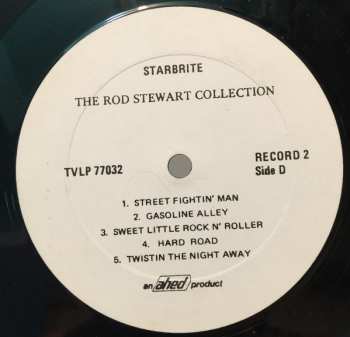 STARBRITE
THE ROD STEWART COLLECTION
TVLP 77032
RECORD 2
Side D
1. STREET FIGHTIN' MAN
2. GASOLINE ALLEY
3. SWEET LITTLE ROCK N' ROLLER
4. HARD ROAD
5. TWISTIN THE NIGHT AWAY
an ahed product